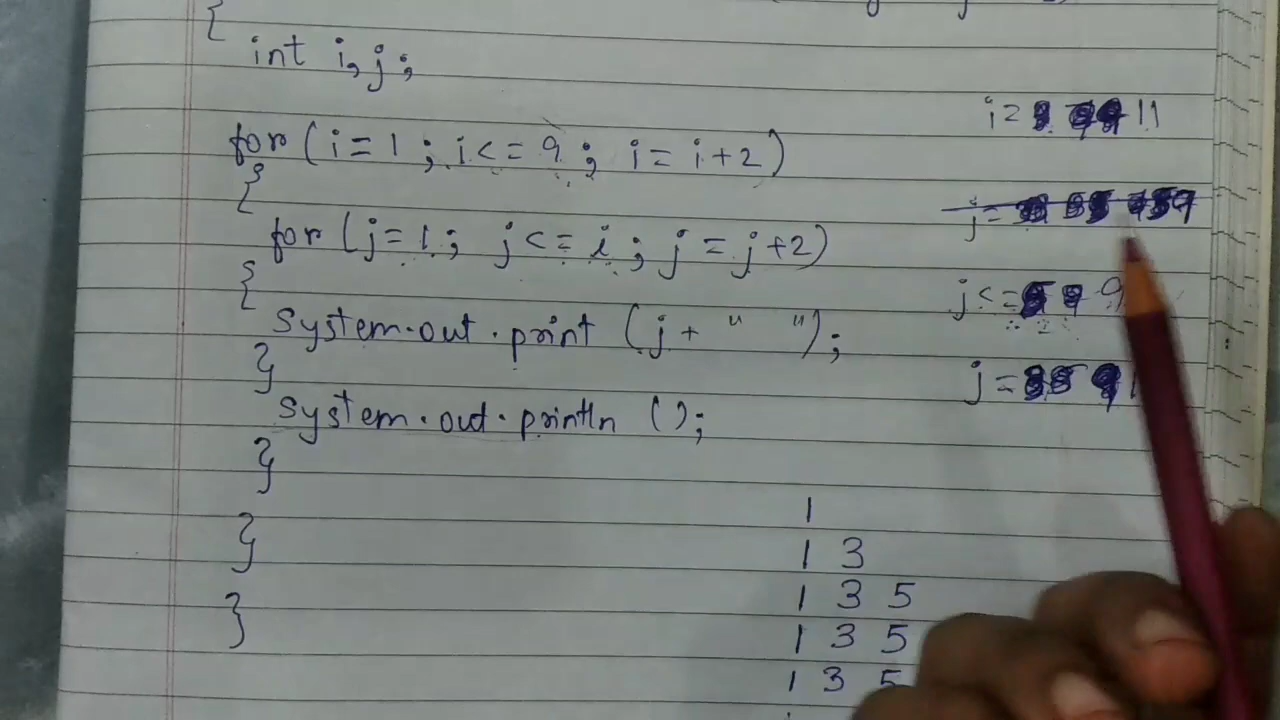 {
int i,j;
for (i=1 ; i<=9 ; i= i+2)
{
for (j=1 ; j<=i ; j= j+2)
{
System.out.print (j+ " ");
}
System.out.println ();
}
}
}
i= 11
j=
j<= 9
j=
1
1 3
1 3 5
1 3 5
1 3 5